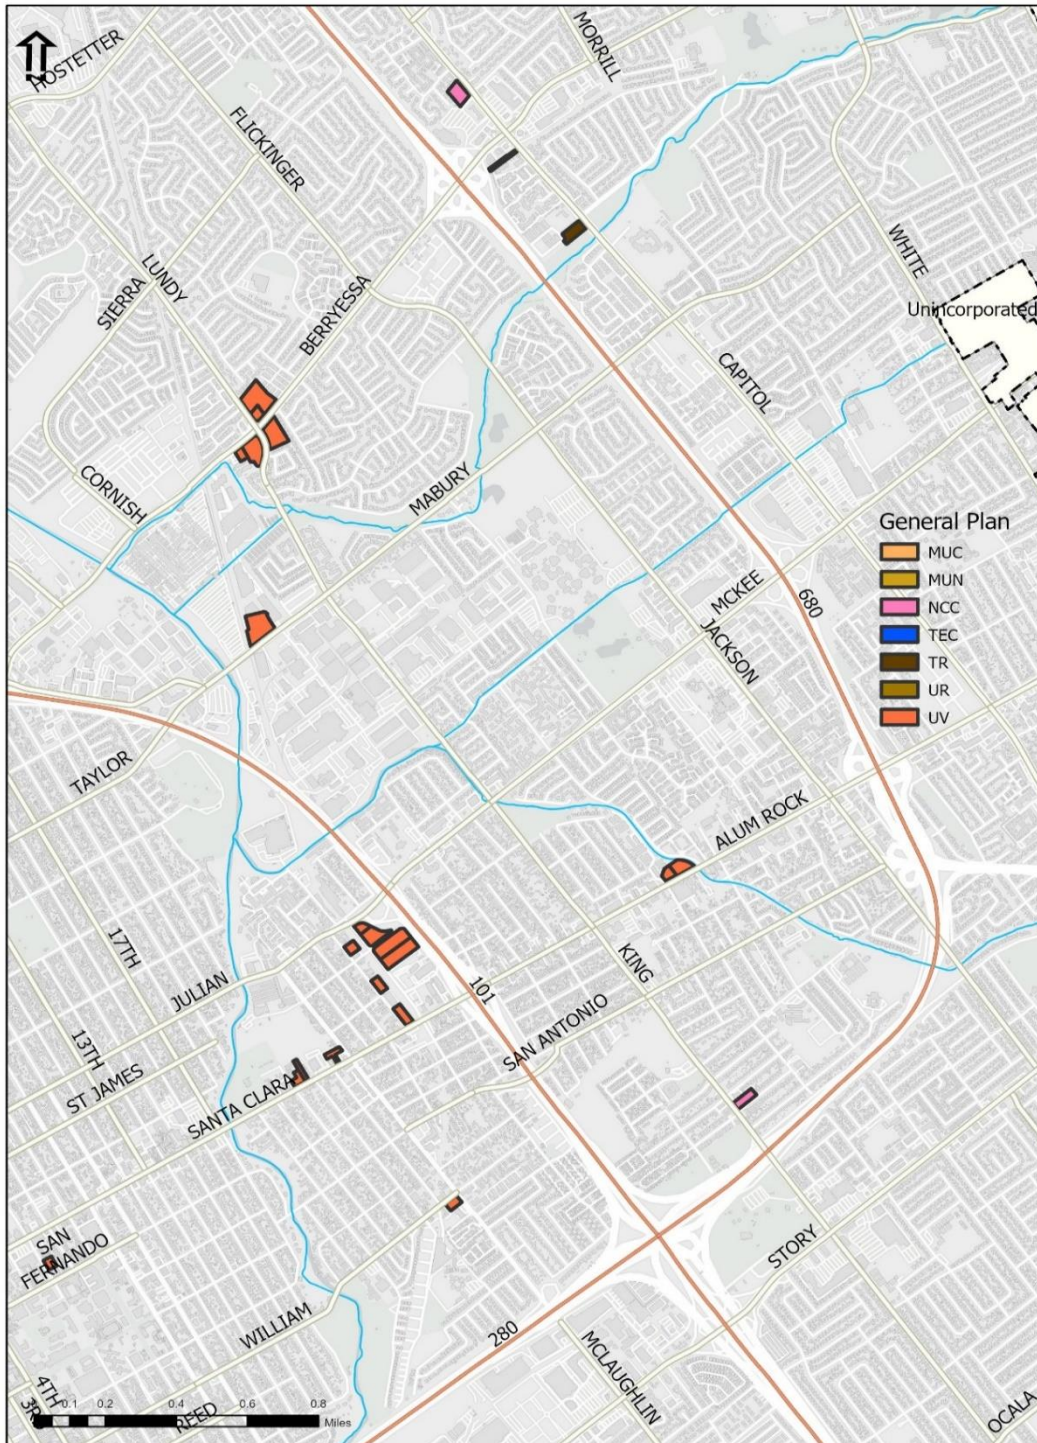 HOSTETTER
MORRILL
FLICKINGER
WHITE
SIERRA
LUNDY
BERRYESSA
Unincorporated
CAPITOL
CORNISH
MABURY
General Plan
MUC
MUN
NCC
TEC
TR
UR
UV
MCKEE
680
JACKSON
TAYLOR
ALUM ROCK
17TH
JULIAN
KING
101
SAN ANTONIO
13TH
ST JAMES
SANTA CLARA
SAN
FERNANDO
STORY
WILLIAM
280
MCLAUGHLIN
4TH
REED
OCALA
0.1 0.2 0.4 0.6 0.8
Miles